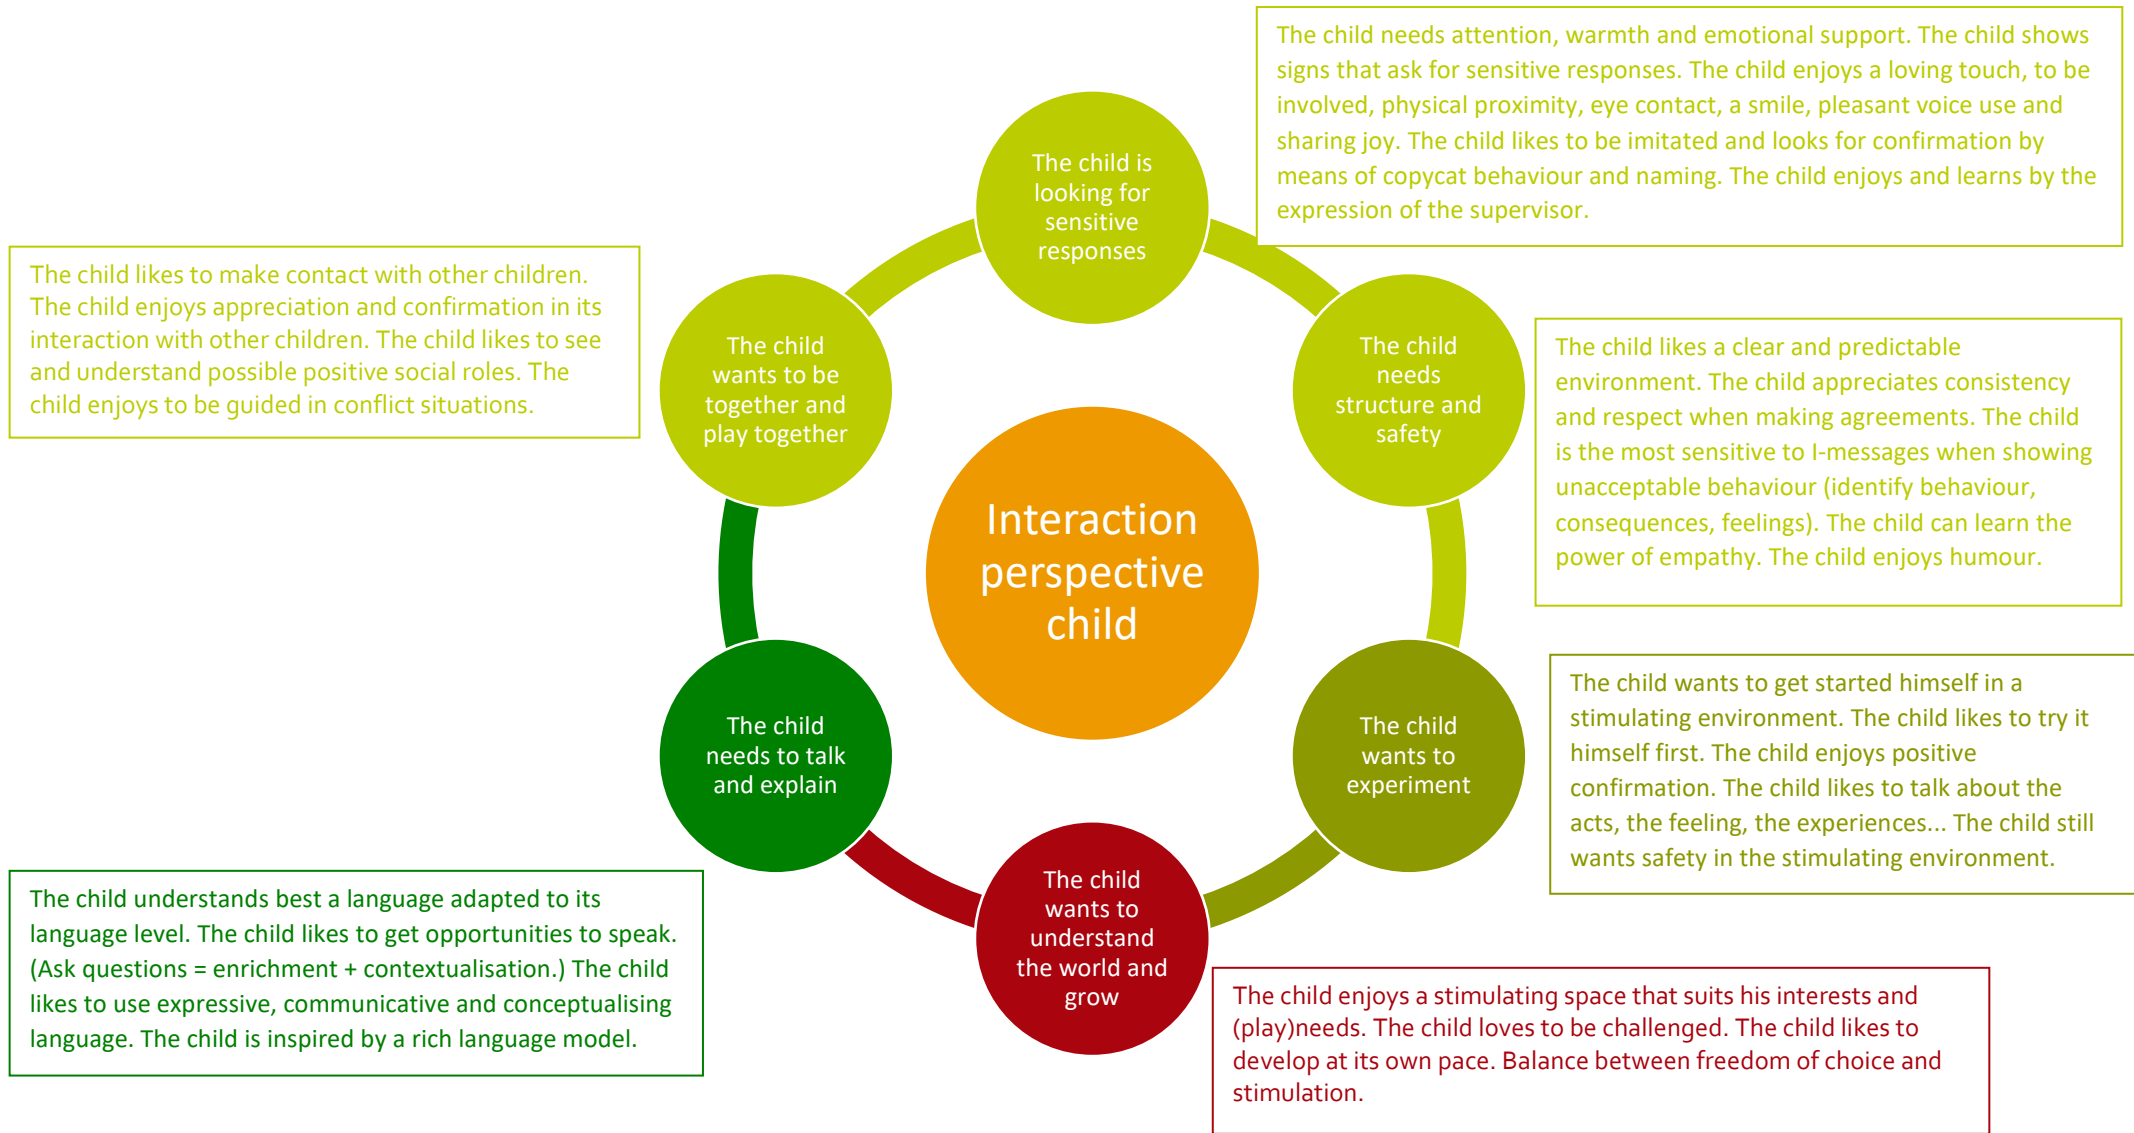 The child needs attention, warmth and emotional support. The child shows
signs that ask for sensitive responses. The child enjoys a loving touch, to be
involved, physical proximity, eye contact, a smile, pleasant voice use and
sharing joy. The child likes to be imitated and looks for confirmation by
means of copycat behaviour and naming. The child enjoys and learns by the
expression of the supervisor.
The child is
looking for
sensitive
responses
The child likes to make contact with other children.
The child enjoys appreciation and confirmation in its
interaction with other children. The child likes to see
and understand possible positive social roles. The
child enjoys to be guided in conflict situations.
The child
wants to be
together and
play together
The child
needs
structure and
safety
The child likes a clear and predictable
environment. The child appreciates consistency
and respect when making agreements. The child
is the most sensitive to I-messages when showing
unacceptable behaviour (identify behaviour,
consequences, feelings). The child can learn the
power of empathy. The child enjoys humour.
Interaction
perspective
child
The child
needs to talk
and explain
The child
wants to
experiment
The child wants to get started himself in a
stimulating environment. The child likes to try it
himself first. The child enjoys positive
confirmation. The child likes to talk about the
acts, the feeling, the experiences... The child still
wants safety in the stimulating environment.
The child understands best a language adapted to its
language level. The child likes to get opportunities to speak.
(Ask questions = enrichment + contextualisation.) The child
likes to use expressive, communicative and conceptualising
language. The child is inspired by a rich language model.
The child
wants to
understand
the world and
grow
The child enjoys a stimulating space that suits his interests and
(play)needs. The child loves to be challenged. The child likes to
develop at its own pace. Balance between freedom of choice and
stimulation.